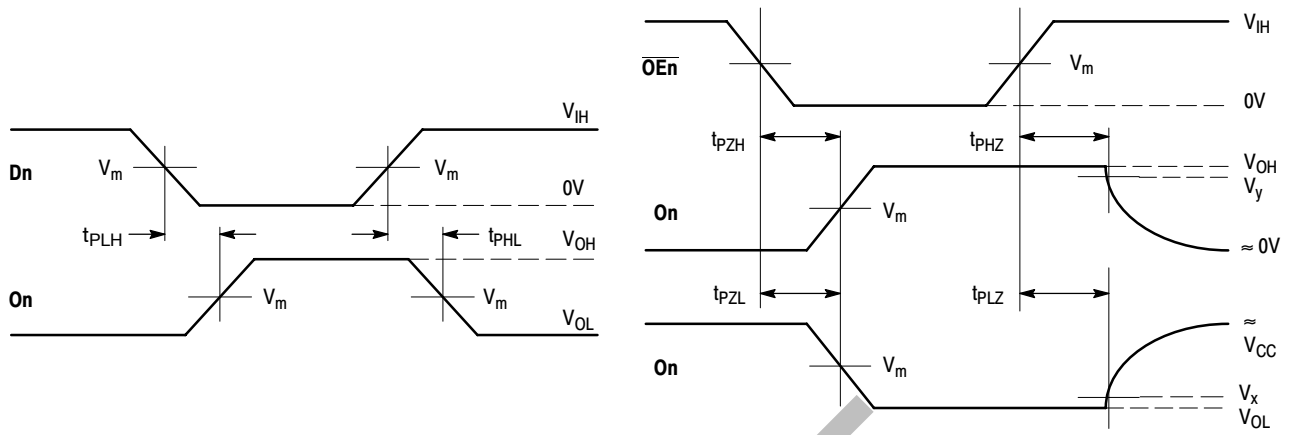 V_IH
Dn
V_m
V_m
0V
t_PLH
t_PHL
V_OH
On
V_m
V_m
V_OL
V_IH
OEn
V_m
0V
t_PZH
t_PHZ
V_OH
V_y
On
V_m
≈ 0V
t_PZL
t_PLZ
≈
V_CC
On
V_m
V_x
V_OL